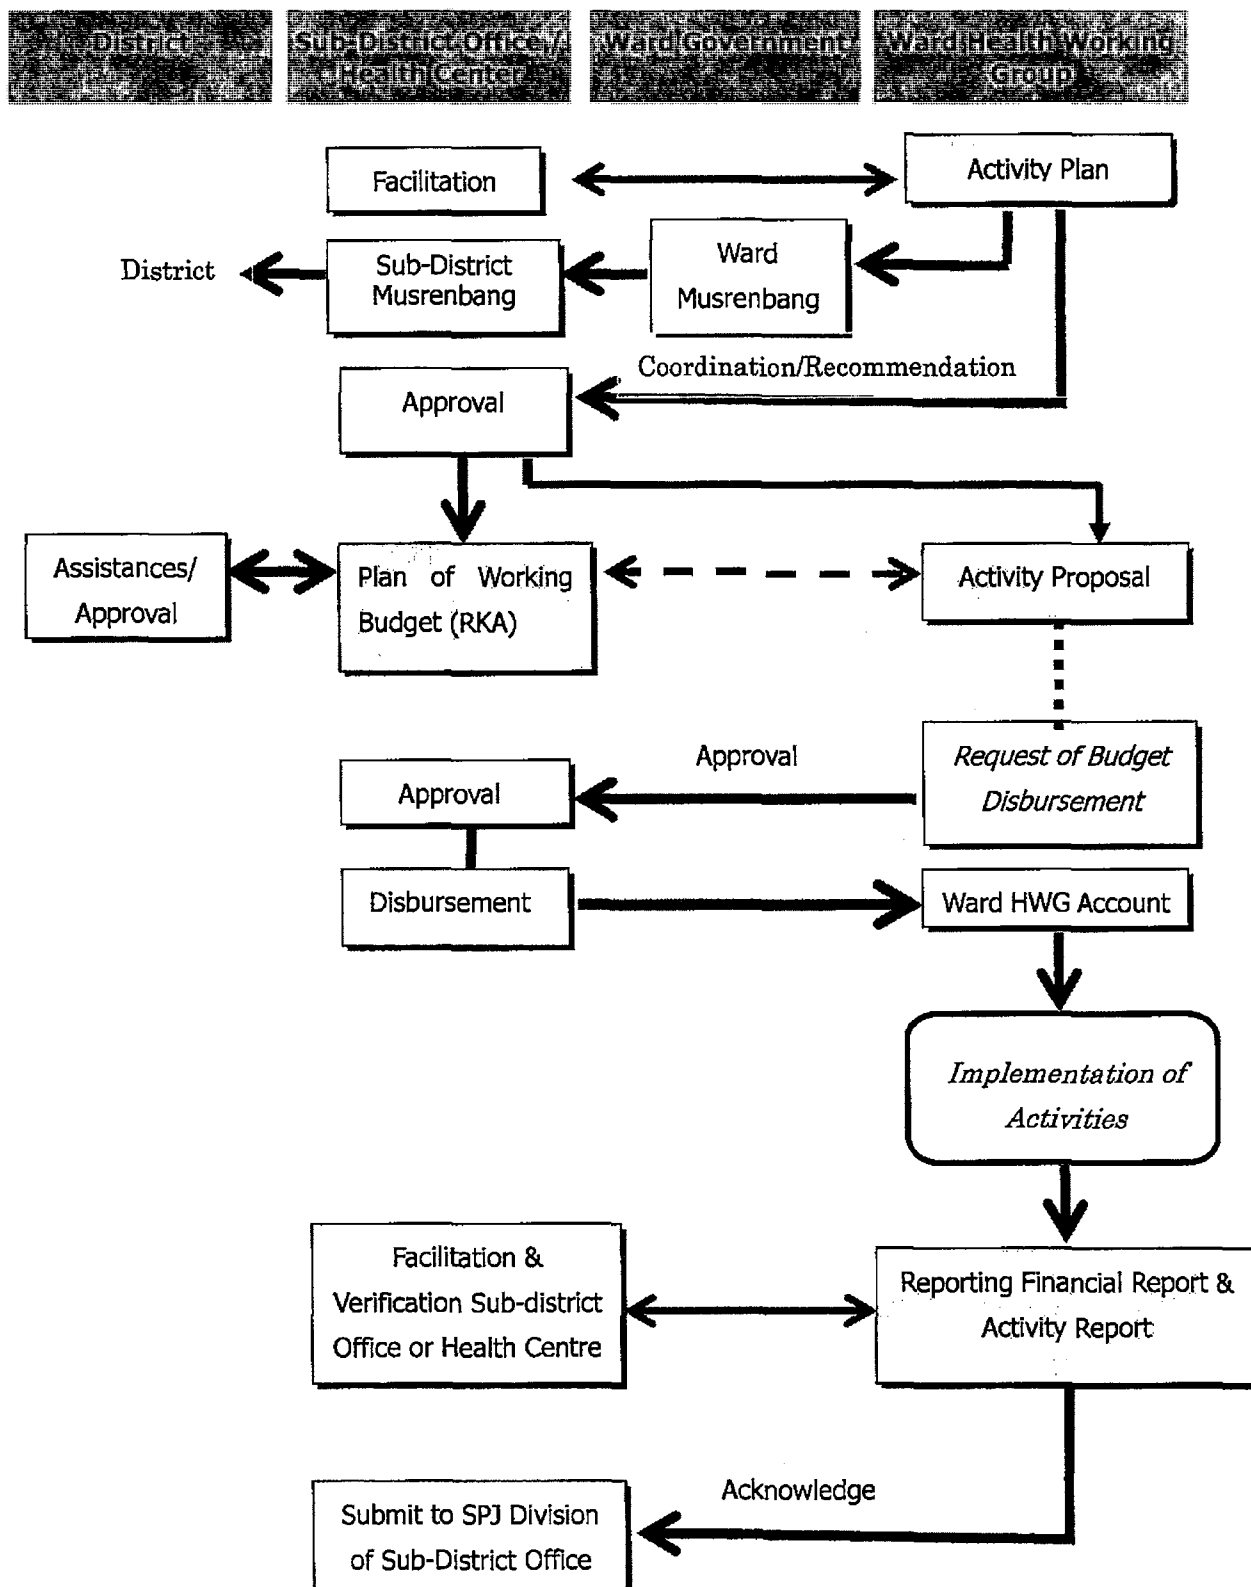 District
Sub-District Office /
Health Center
Ward Government
Ward Health Working
Group
Facilitation
Activity Plan
District
Sub-District
Musrenbang
Ward
Musrenbang
Coordination/Recommendation
Approval
Assistances/
Approval
Plan of Working
Budget (RKA)
Activity Proposal
Approval
Request of Budget
Disbursement
Approval
Disbursement
Ward HWG Account
Implementation of
Activities
Facilitation &
Verification Sub-district
Office or Health Centre
Reporting Financial Report &
Activity Report
Acknowledge
Submit to SPJ Division
of Sub-District Office